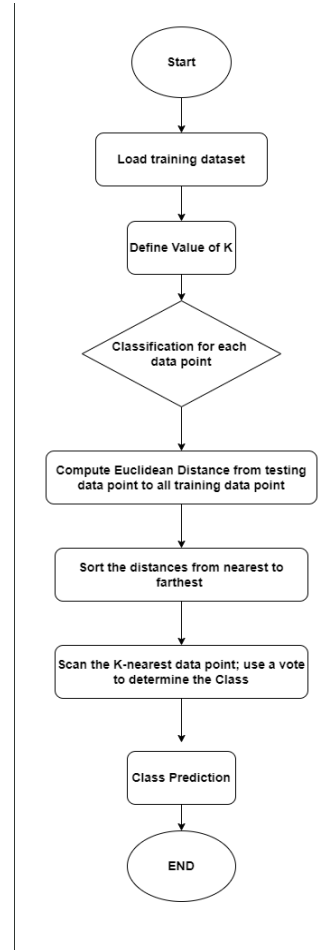 Start
Load training dataset
Define Value of K
Classification for each
data point
Compute Euclidean Distance from testing
data point to all training data point
Sort the distances from nearest to
farthest
Scan the K-nearest data point; use a vote
to determine the Class
Class Prediction
END